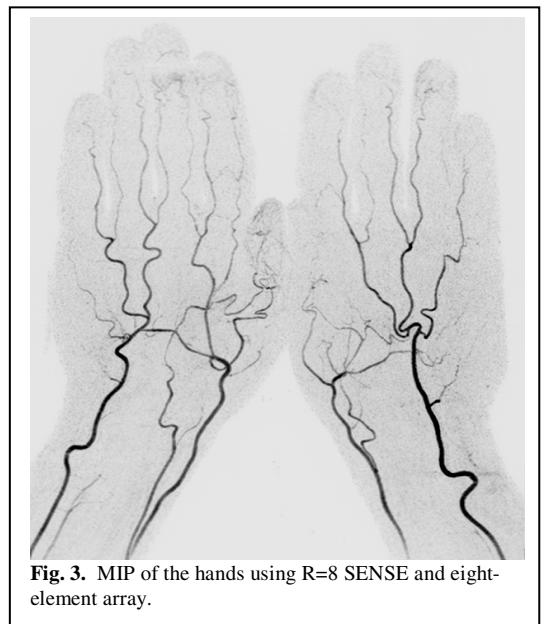 Fig. 3. MIP of the hands using R=8 SENSE and eight-
element array.